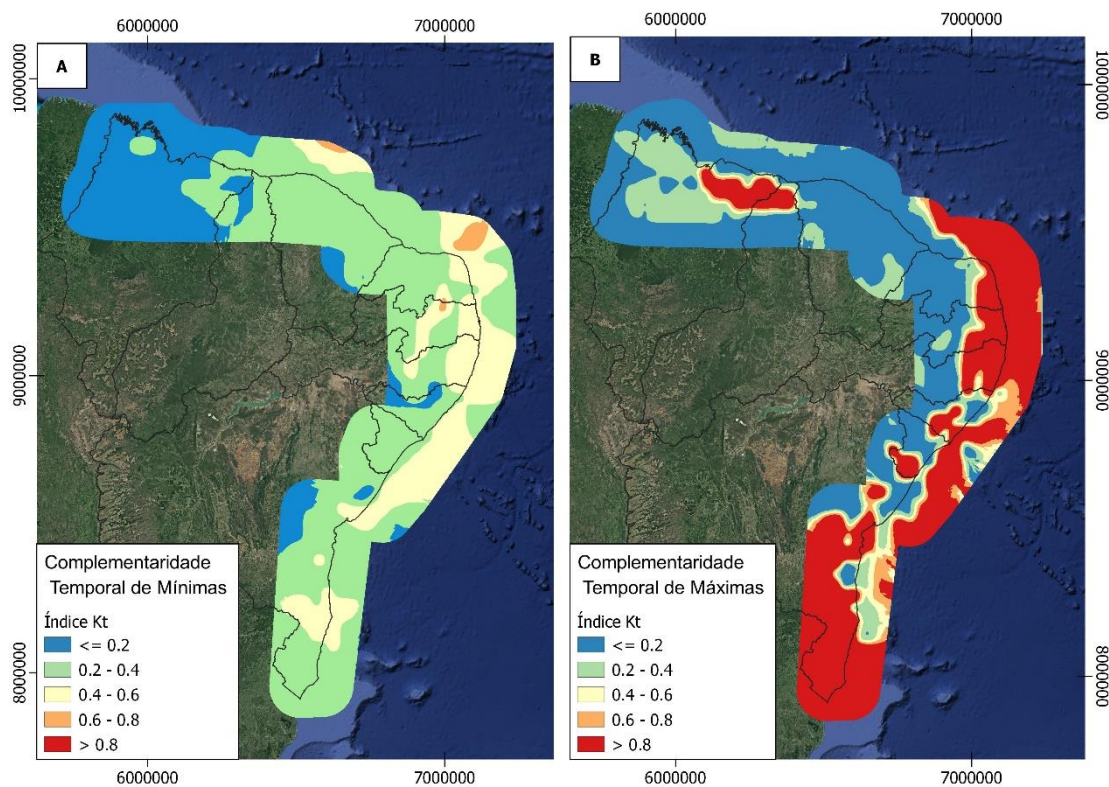 6000000
7000000
A
10000000
9000000
8000000
Complementaridade
Temporal de Mínimas
Índice Kt
<= 0.2
0.2 - 0.4
0.4 - 0.6
0.6 - 0.8
> 0.8
6000000
7000000
6000000
7000000
B
10000000
9000000
8000000
Complementaridade
Temporal de Máximas
Índice Kt
<= 0.2
0.2 - 0.4
0.4 - 0.6
0.6 - 0.8
> 0.8
6000000
7000000